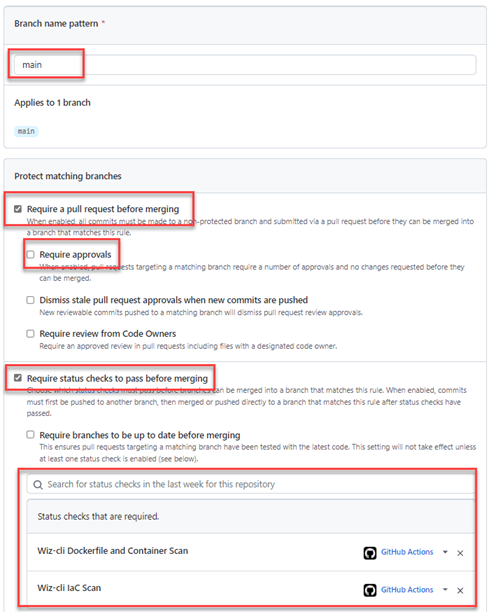 Branch name pattern *
main
Applies to 1 branch
main
Protect matching branches
Require a pull request before merging
When enabled, all commits must be made to a non-protected branch and submitted via a pull request before they can be merged into
a branch that matches this rule.
Require approvals
When enabled, pull requests targeting a matching branch require a number of approvals and no changes requested before they
can be merged.
Dismiss stale pull request approvals when new commits are pushed
New reviewable commits pushed to a matching branch will dismiss pull request review approvals.
Require review from Code Owners
Require an approved review in pull requests including files with a designated code owner.
Require status checks to pass before merging
Choose which status checks must pass before branches can be merged into a branch that matches this rule. When enabled, commits
must first be pushed to another branch, then merged or pushed directly to a branch that matches this rule after status checks have
passed.
Require branches to be up to date before merging
This ensures pull requests targeting a matching branch have been tested with the latest code. This setting will not take effect unless
at least one status check is enabled (see below).
Search for status checks in the last week for this repository
Status checks that are required.
Wiz-cli Dockerfile and Container Scan
GitHub Actions
Wiz-cli IaC Scan
GitHub Actions